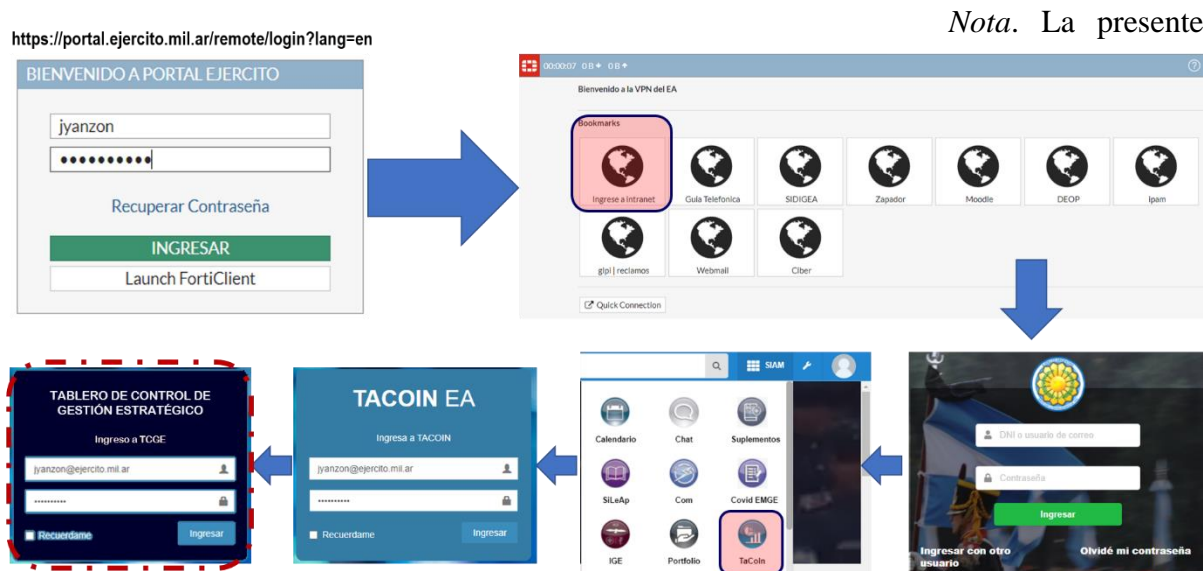 Nota. La presente
https://portal.ejercito.mil.ar/remote/login?lang=en
BIENVENIDO A PORTAL EJERCITO
jyanzon
••••••••••
Recuperar Contraseña
INGRESAR
Launch FortiClient
00:00:07 0 B 0 B
Bienvenido a la VPN del EA
Bookmarks
Ingrese a intranet
Guia Telefonica
SIDIGEA
Zapador
Moodle
DEOP
Ipam
glpi | reclamos
Webmail
Ciber
Quick Connection
TABLERO DE CONTROL DE
GESTIÓN ESTRATÉGICO
Ingreso a TCGE
jyanzon@ejercito.mil.ar
••••••••••
Recuerdame
Ingresar
TACOIN EA
Ingresa a TACOIN
jyanzon@ejercito.mil.ar
••••••••••
Recuerdame
Ingresar
SIAM
Calendario
Chat
Suplementos
SiLeAp
Com
Covid EMGE
IGE
Portfolio
TaCoIn
DNI o usuario de correo
Contraseña
Ingresar
Ingresar con otro
usuario
Olvidé mi contraseña